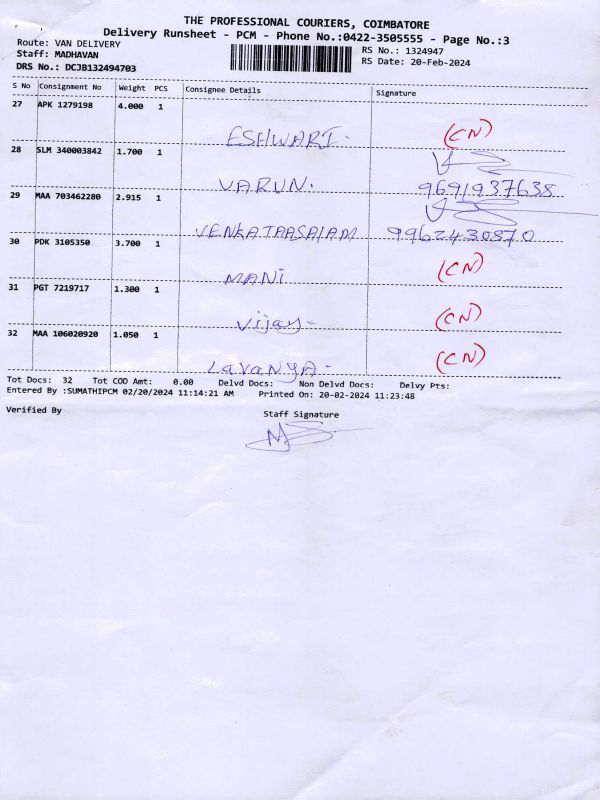 THE PROFESSIONAL COURIERS, COIMBATORE
Delivery Runsheet - PCM - Phone No.:0422-3505555 - Page No.:3
Route: VAN DELIVERY
RS No.: 1324947
Staff: MADHAVAN
RS Date: 20-Feb-2024
DRS No.: DCJB132494703
S No Consignment No Weight PCS Consignee Details Signature
27 APK 1279198 4.000 1
ESHWARI - (CN)
28 SLM 340003842 1.700 1
VARUN. 9691937638
29 MAA 703462280 2.915 1
VENKATAASALAM 9962430870
30 PDK 3105350 3.700 1
MANI (CN)
31 PGT 7219717 1.300 1
Vijay - (CN)
32 MAA 106020920 1.050 1
LAVANYA - (CN)
Tot Docs: 32 Tot COD Amt: 0.00 Delvd Docs: Non Delvd Docs: Delvy Pts:
Entered By :SUMATHIPCM 02/20/2024 11:14:21 AM Printed On: 20-02-2024 11:23:48
Verified By Staff Signature